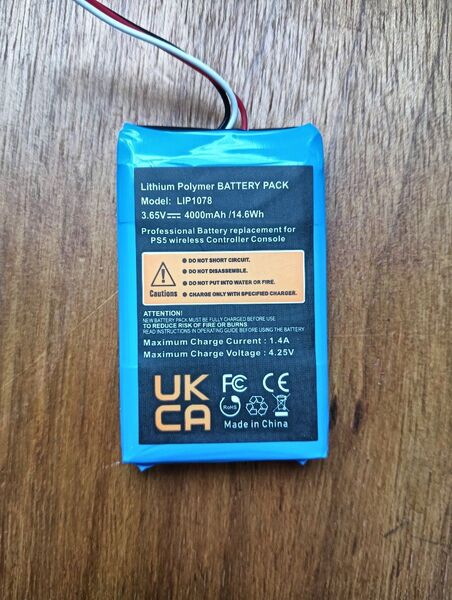 Lithium Polymer BATTERY PACK
Model: LIP1078
3.65V⎓ 4000mAh /14.6Wh
Professional Battery replacement for
PS5 wireless Controller Console
Cautions
● DO NOT SHORT CIRCUIT.
● DO NOT DISASSEMBLE.
● DO NOT PUT INTO WATER OR FIRE.
● CHARGE ONLY WITH SPECIFIED CHARGER.
ATTENTION!
NEW BATTERY PACK MUST BE FULLY CHARGED BEFORE USE
TO REDUCE RISK OF FIRE OR BURNS
READ INSTRUCTIONS IN OPERATING GUIDE BEFORE USING THE BATTERY
Maximum Charge Current : 1.4A
Maximum Charge Voltage : 4.25V
UK
CA
FC CE
RoHS
Made in China